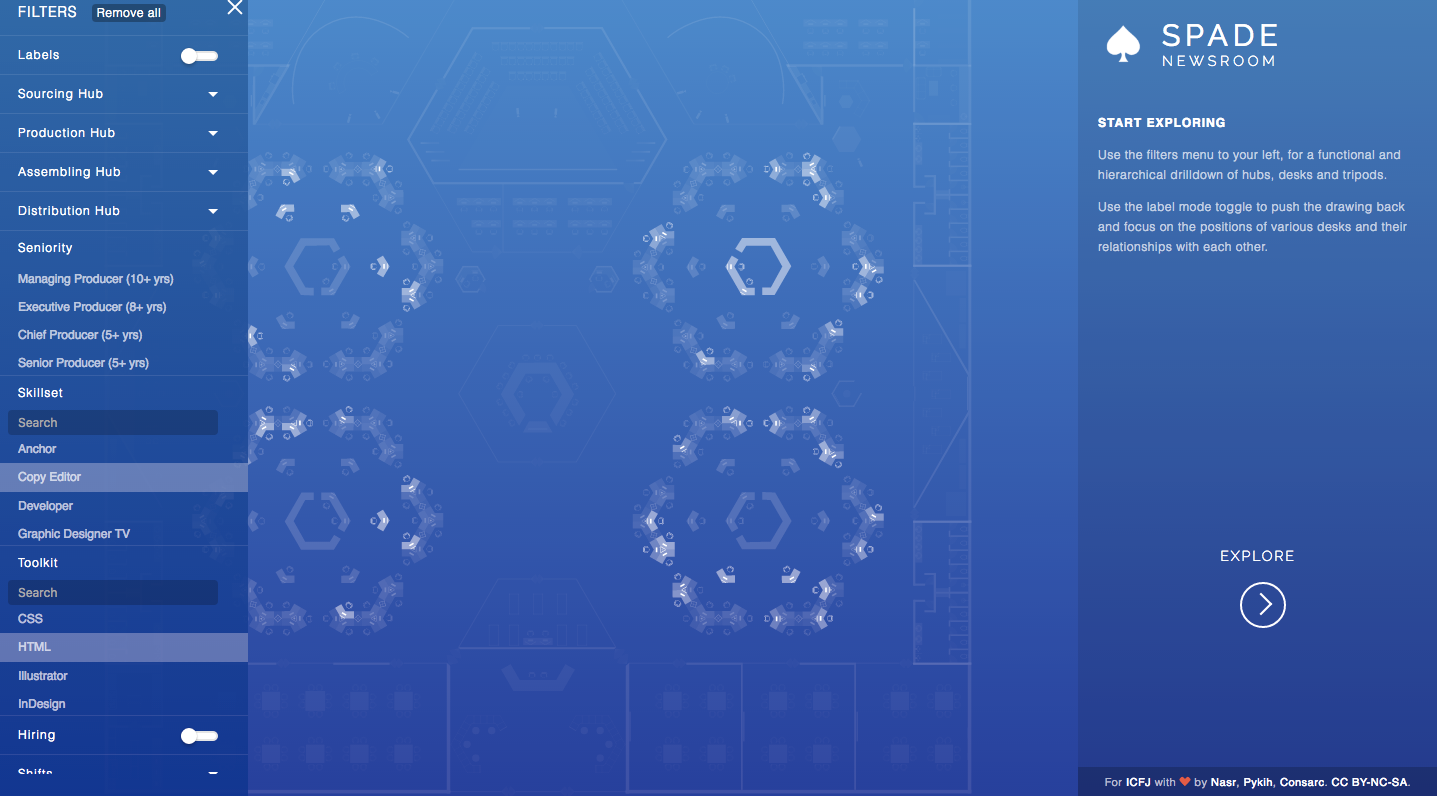 FILTERS Remove all
Labels
Sourcing Hub
Production Hub
Assembling Hub
Distribution Hub
Seniority
Managing Producer (10+ yrs)
Executive Producer (8+ yrs)
Chief Producer (5+ yrs)
Senior Producer (5+ yrs)
Skillset
Search
Anchor
Copy Editor
Developer
Graphic Designer TV
Toolkit
Search
CSS
HTML
Illustrator
InDesign
Hiring
Shifts
SPADE
NEWSROOM
START EXPLORING
Use the filters menu to your left, for a functional and
hierarchical drilldown of hubs, desks and tripods.
Use the label mode toggle to push the drawing back
and focus on the positions of various desks and their
relationships with each other.
EXPLORE
For ICFJ with ❤ by Nasr, Pykih, Consarc. CC BY-NC-SA.